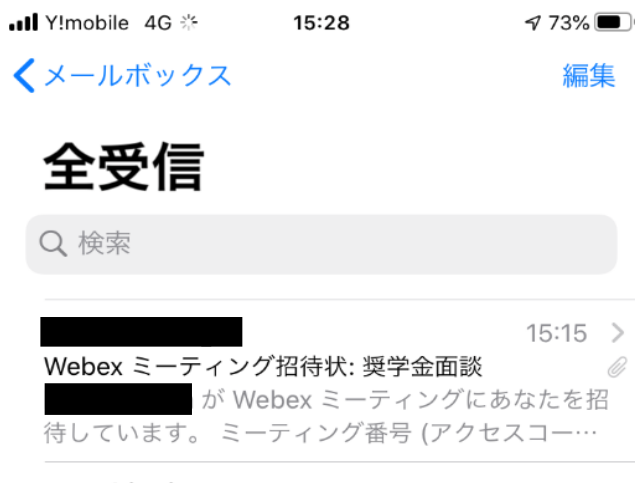 Y!mobile 4G 15:28 73%
メールボックス 編集
全受信
検索
15:15
Webex ミーティング招待状: 奨学金面談
が Webex ミーティングにあなたを招
待しています。 ミーティング番号 (アクセスコー…